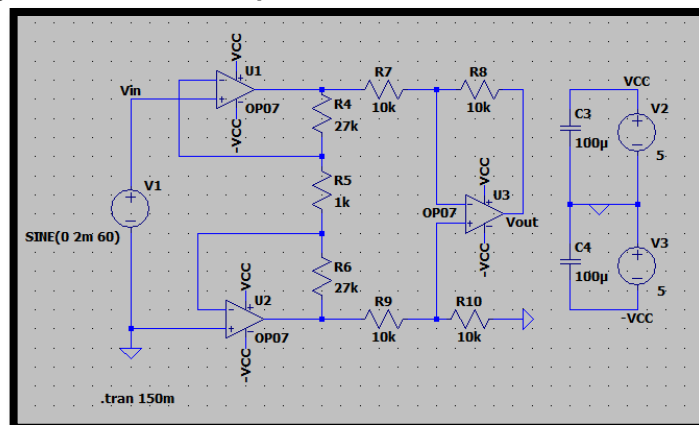 VCC
U1
Vin
OP07
-VCC
R7
10k
R8
10k
R4
27k
VCC
C3
100µ
V2
5
V1
SINE(0 2m 60)
R5
1k
VCC
U3
OP07
Vout
-VCC
C4
100µ
V3
5
-VCC
VCC
U2
OP07
-VCC
R6
27k
R9
10k
R10
10k
.tran 150m